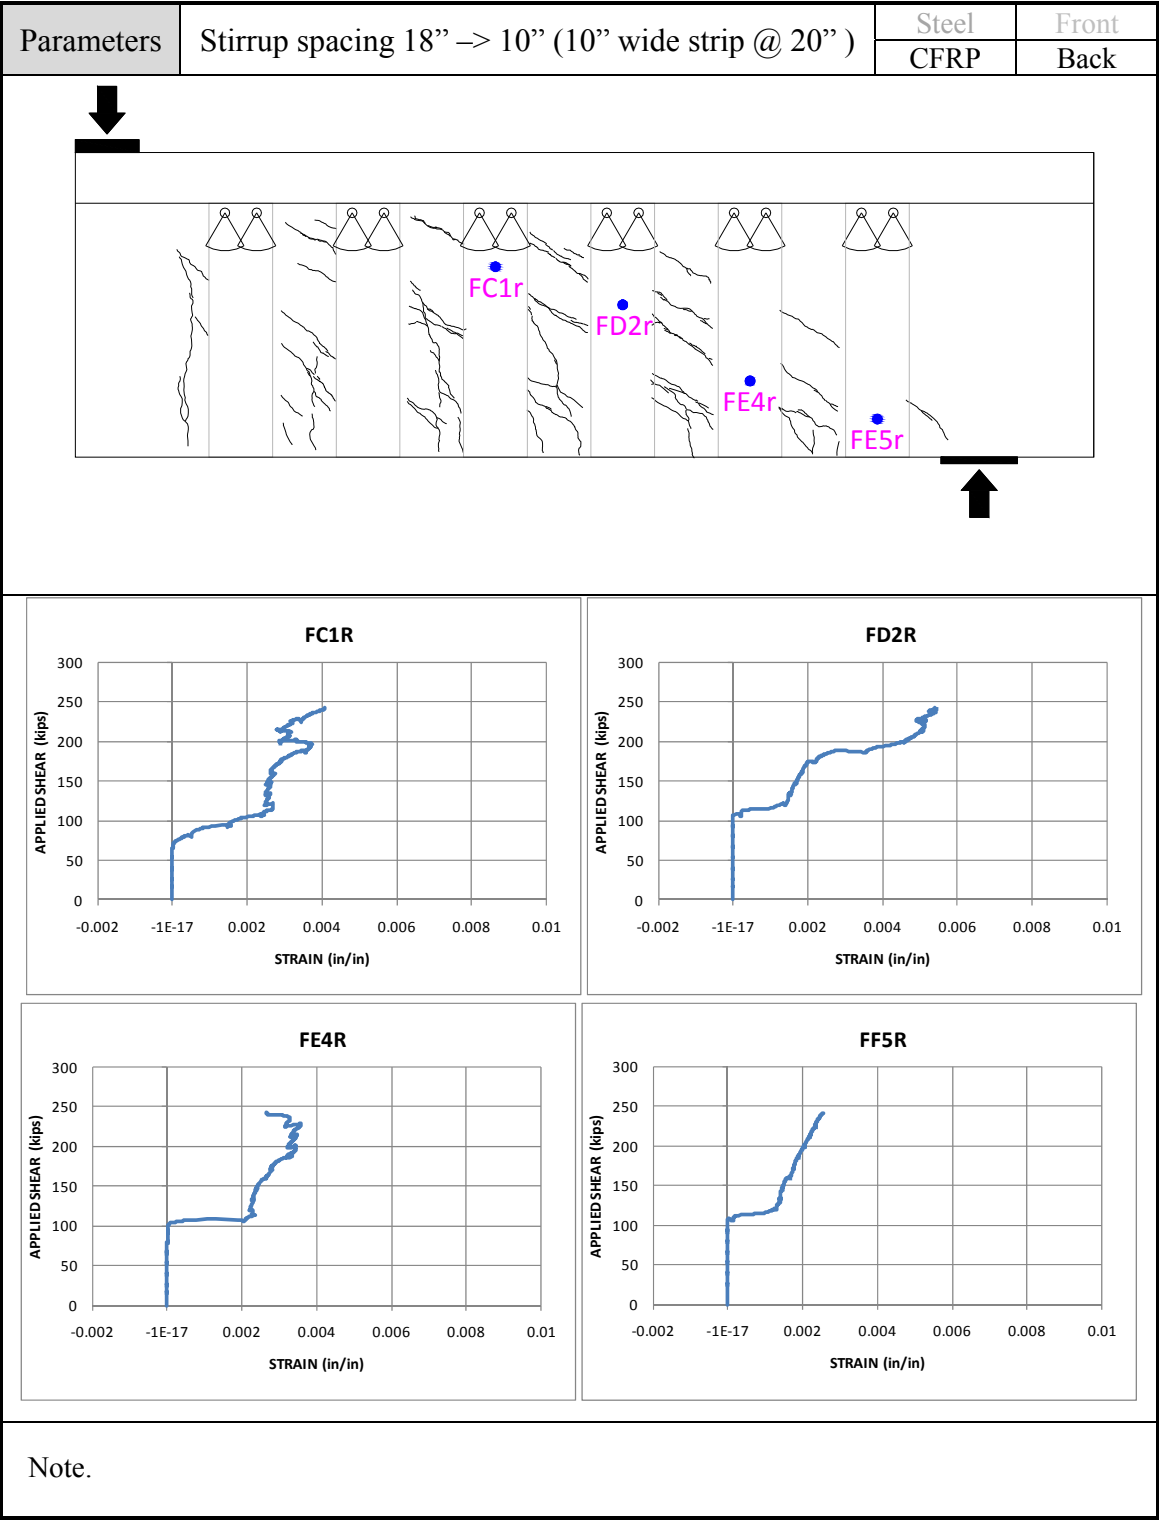 Parameters
Stirrup spacing 18” –> 10” (10” wide strip @ 20” )
Steel
Front
CFRP
Back
FC1r
FD2r
FE4r
FE5r
FC1R
300
250
200
150
100
50
0
-0.002 -1E-17 0.002 0.004 0.006 0.008 0.01
APPLIED SHEAR (kips)
STRAIN (in/in)
FD2R
300
250
200
150
100
50
0
-0.002 -1E-17 0.002 0.004 0.006 0.008 0.01
APPLIED SHEAR (kips)
STRAIN (in/in)
FE4R
300
250
200
150
100
50
0
-0.002 -1E-17 0.002 0.004 0.006 0.008 0.01
APPLIED SHEAR (kips)
STRAIN (in/in)
FF5R
300
250
200
150
100
50
0
-0.002 -1E-17 0.002 0.004 0.006 0.008 0.01
APPLIED SHEAR (kips)
STRAIN (in/in)
Note.